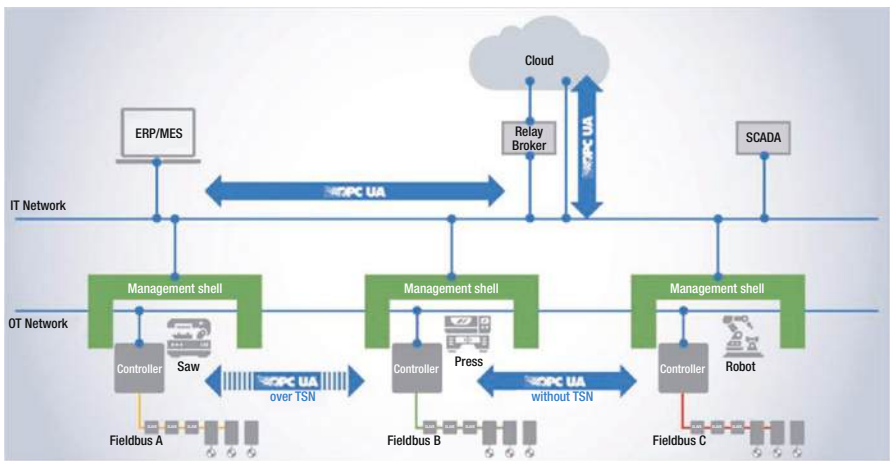 Cloud
ERP/MES
Relay
Broker
SCADA
OPC UA
OPC UA
IT Network
Management shell
Management shell
Management shell
OT Network
Controller
Saw
Controller
Press
Controller
Robot
OPC UA
over TSN
OPC UA
without TSN
Fieldbus A
Fieldbus B
Fieldbus C